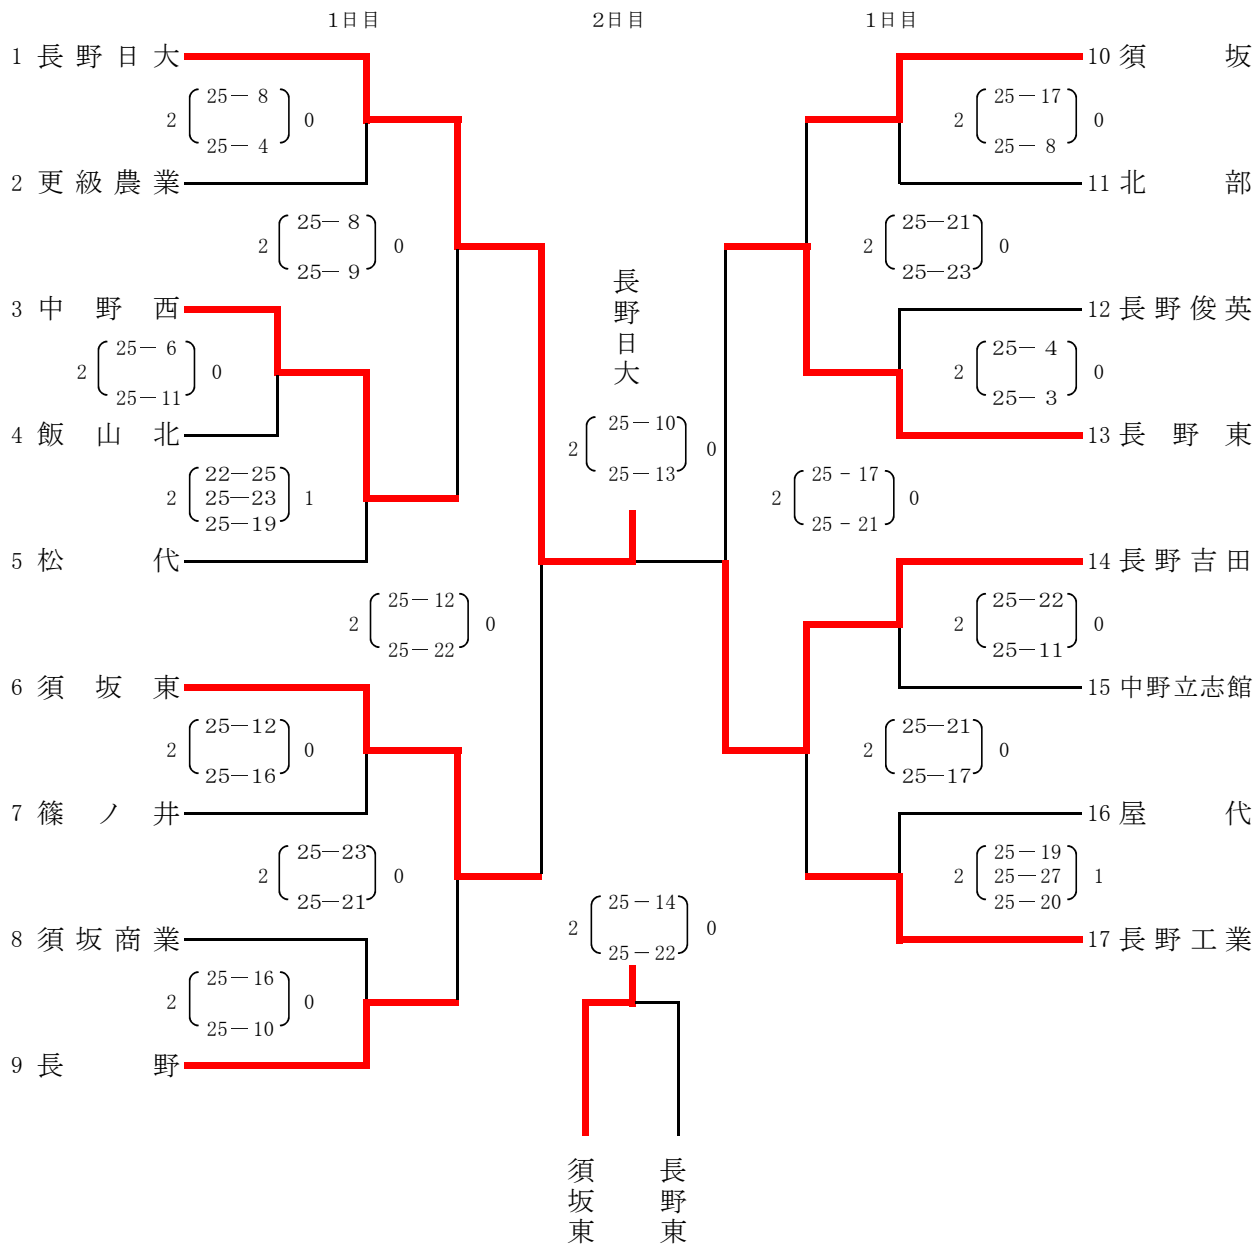 1日目
2日目
1日目
1 長野日大
2 25－ 8 0
25－ 4
2 更級農業
2 25－ 8 0
25－ 9
3 中野西
2 25－ 6 0
25－11
4 飯山北
2 22－25 1
25－23
25－19
5 松代
2 25－12 0
25－22
6 須坂東
2 25－12 0
25－16
7 篠ノ井
2 25－23 0
25－21
8 須坂商業
2 25－16 0
25－10
9 長野
長野日大
2 25－10 0
25－13
2 25－14 0
25－22
須坂東
長野東
10 須坂
2 25－17 0
25－ 8
11 北部
2 25－21 0
25－23
12 長野俊英
2 25－ 4 0
25－ 3
13 長野東
2 25 - 17 0
25 - 21
14 長野吉田
2 25－22 0
25－11
15 中野立志館
2 25－21 0
25－17
16 屋代
2 25－19 1
25－27
25－20
17 長野工業